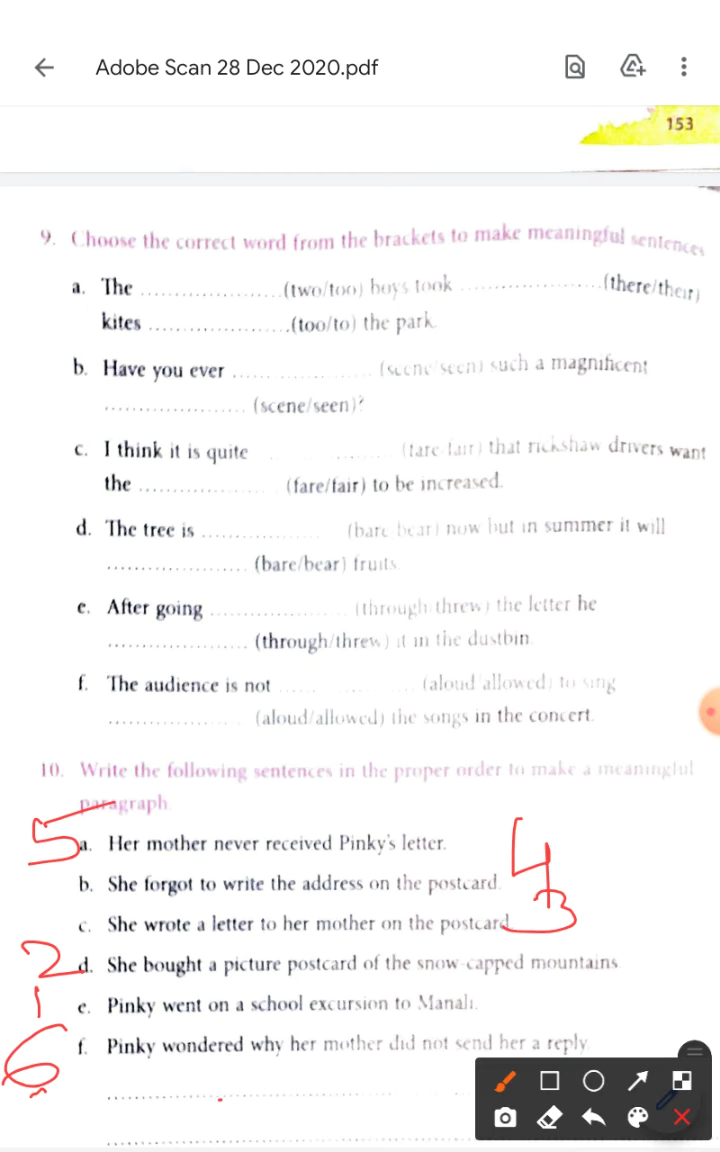 Adobe Scan 28 Dec 2020.pdf
153
9. Choose the correct word from the brackets to make meaningful sentences
a. The ....................(two/too) boys took ....................(there/their)
kites ....................(too/to) the park.
b. Have you ever .................... (scene/seen) such a magnificent
.................... (scene/seen)?
c. I think it is quite .................... (fare/fair) that rickshaw drivers want
the .................... (fare/fair) to be increased.
d. The tree is .................... (bare/bear) now but in summer it will
.................... (bare/bear) fruits.
e. After going .................... (through/threw) the letter he
.................... (through/threw) it in the dustbin.
f. The audience is not .................... (aloud/allowed) to sing
.................... (aloud/allowed) the songs in the concert.
10. Write the following sentences in the proper order to make a meaningful
paragraph.
5 a. Her mother never received Pinky's letter.
b. She forgot to write the address on the postcard. 4
c. She wrote a letter to her mother on the postcard. 3
2 d. She bought a picture postcard of the snow-capped mountains.
1 e. Pinky went on a school excursion to Manali.
6 f. Pinky wondered why her mother did not send her a reply.